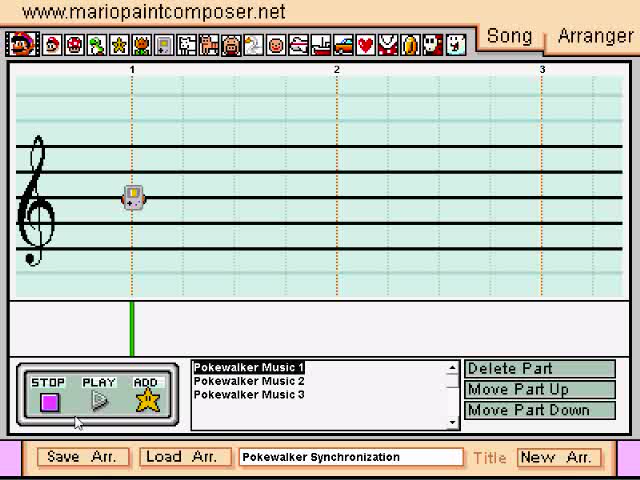 www.mariopaintcomposer.net
Song
Arranger
1
2
3
STOP
PLAY
ADD
Pokewalker Music 1
Pokewalker Music 2
Pokewalker Music 3
Delete Part
Move Part Up
Move Part Down
Save Arr.
Load Arr.
Pokewalker Synchronization
Title
New Arr.